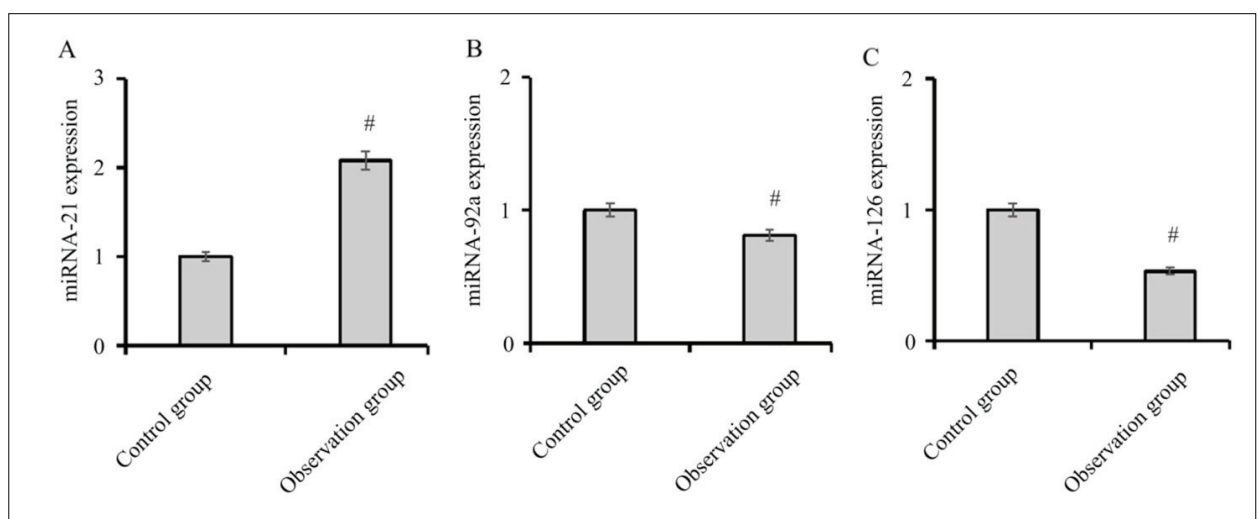 A
miRNA-21 expression
3
2
1
0
#
Control group
Observation group
B
miRNA-92a expression
2
1
0
#
Control group
Observation group
C
miRNA-126 expression
2
1
0
#
Control group
Observation group